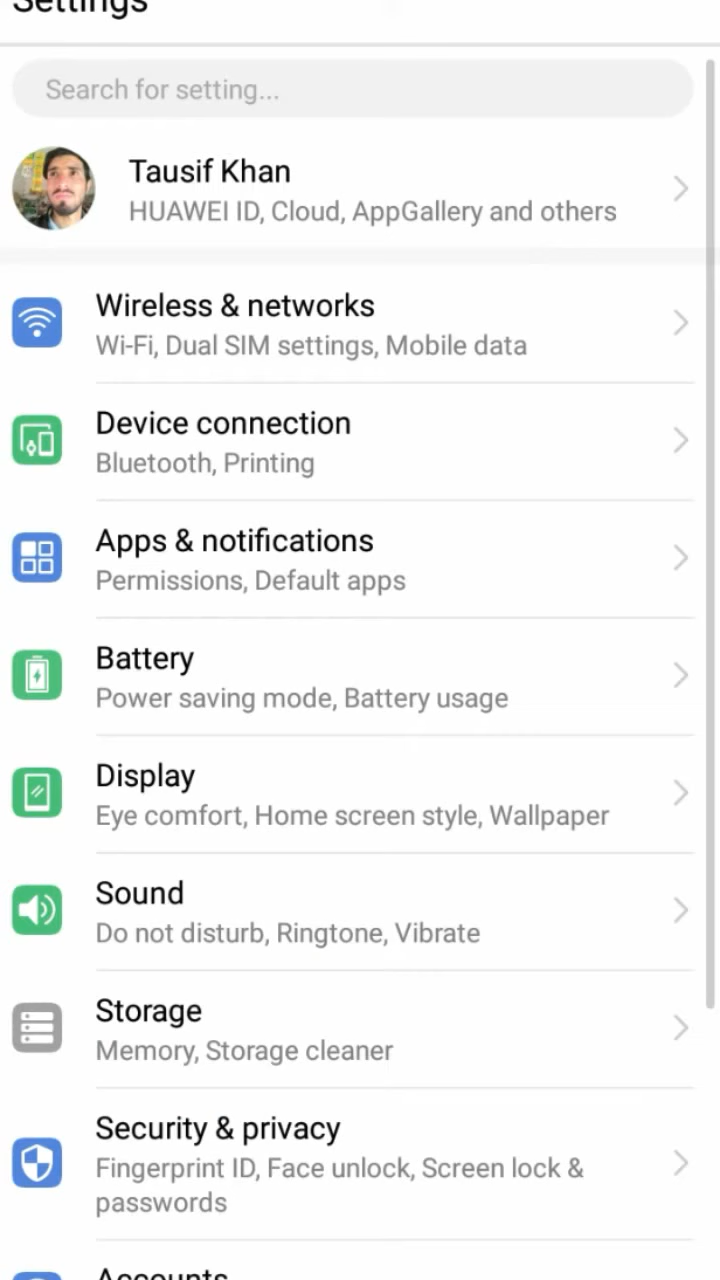 Settings
Search for setting...
Tausif Khan
HUAWEI ID, Cloud, AppGallery and others
Wireless & networks
Wi-Fi, Dual SIM settings, Mobile data
Device connection
Bluetooth, Printing
Apps & notifications
Permissions, Default apps
Battery
Power saving mode, Battery usage
Display
Eye comfort, Home screen style, Wallpaper
Sound
Do not disturb, Ringtone, Vibrate
Storage
Memory, Storage cleaner
Security & privacy
Fingerprint ID, Face unlock, Screen lock &
passwords
Accounts